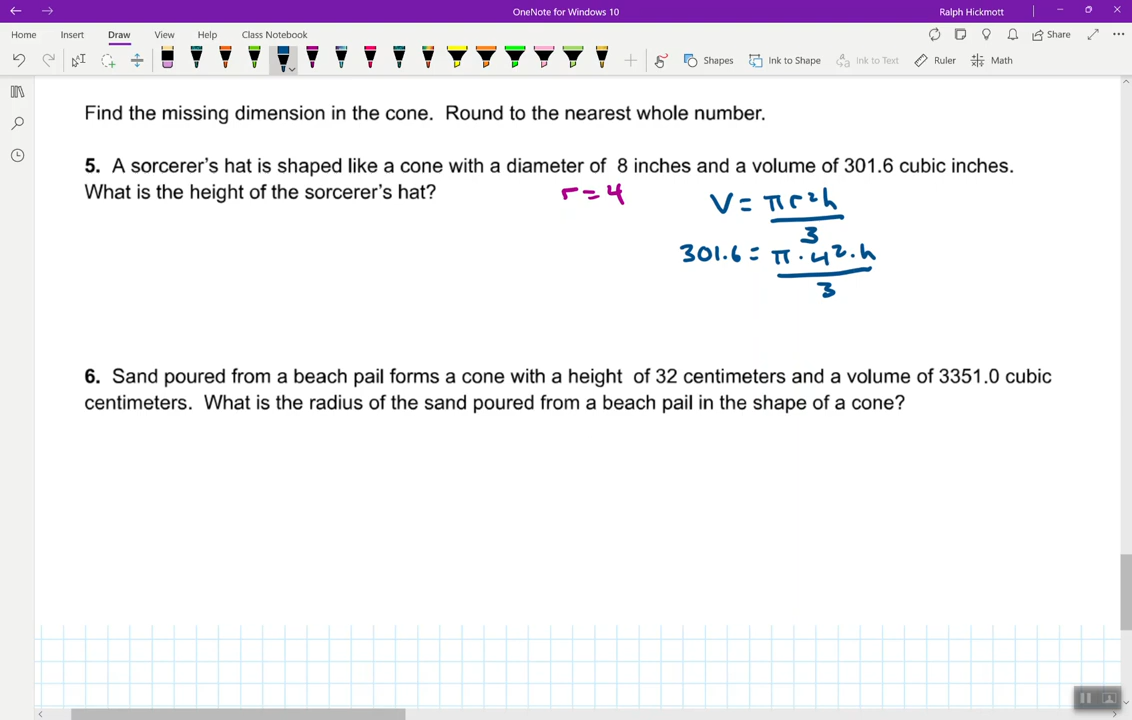 OneNote for Windows 10
Ralph Hickmott
Home Insert Draw View Help Class Notebook
Share
Shapes Ink to Shape Ink to Text Ruler Math
Find the missing dimension in the cone. Round to the nearest whole number.
5. A sorcerer's hat is shaped like a cone with a diameter of 8 inches and a volume of 301.6 cubic inches.
What is the height of the sorcerer's hat?
r = 4
V = πr²h
3
301.6 = π · 4² · h
3
6. Sand poured from a beach pail forms a cone with a height of 32 centimeters and a volume of 3351.0 cubic
centimeters. What is the radius of the sand poured from a beach pail in the shape of a cone?